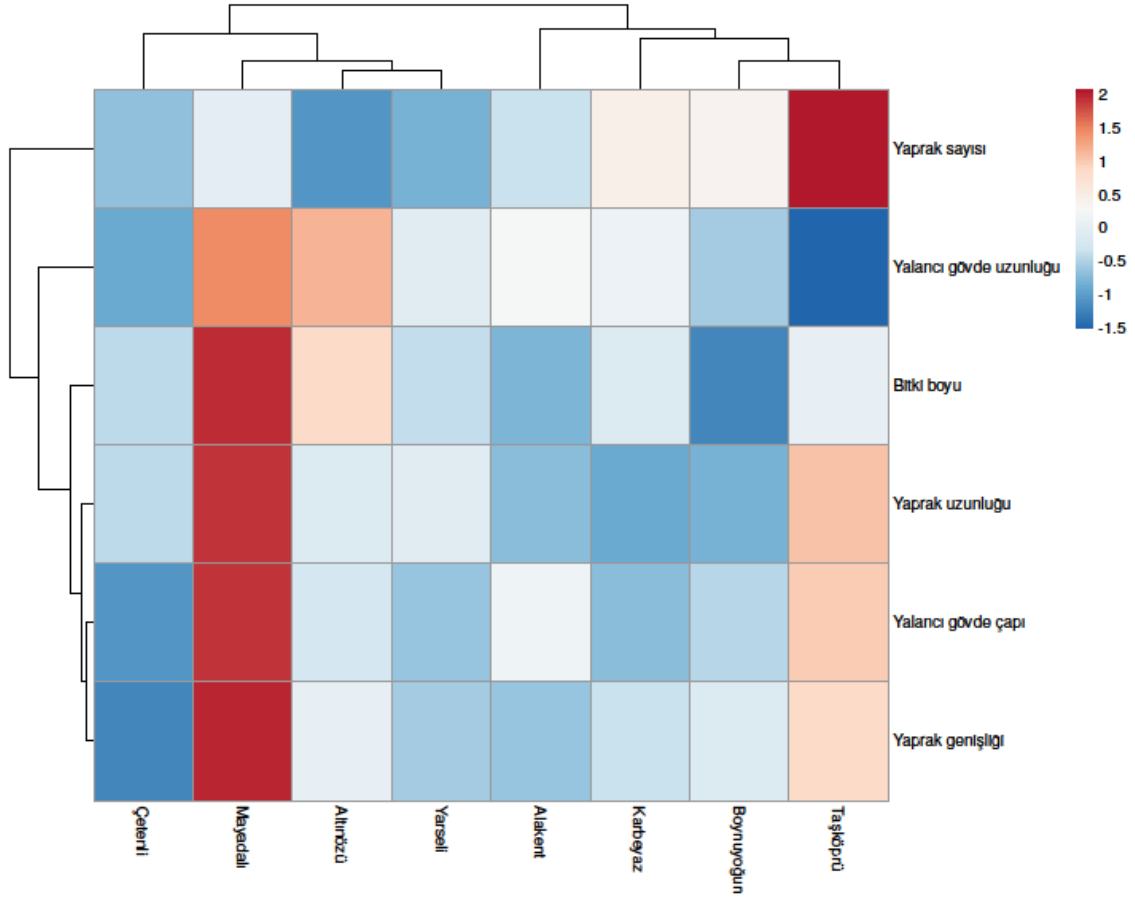 2
1.5
1
0.5
0
-0.5
-1
-1.5
Yaprak sayısı
Yalancı gövde uzunluğu
Bitki boyu
Yaprak uzunluğu
Yalancı gövde çapı
Yaprak genişliği
Çetenli
Mayadalı
Altınözü
Yarseli
Alakent
Karbeyaz
Boynuyoğun
Taşköprü